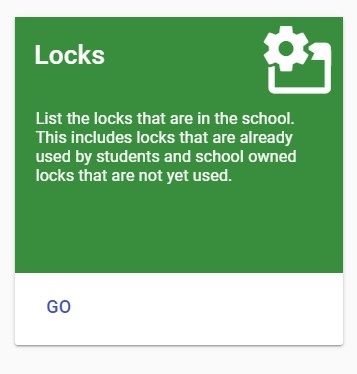 Locks
List the locks that are in the school.
This includes locks that are already
used by students and school owned
locks that are not yet used.
GO